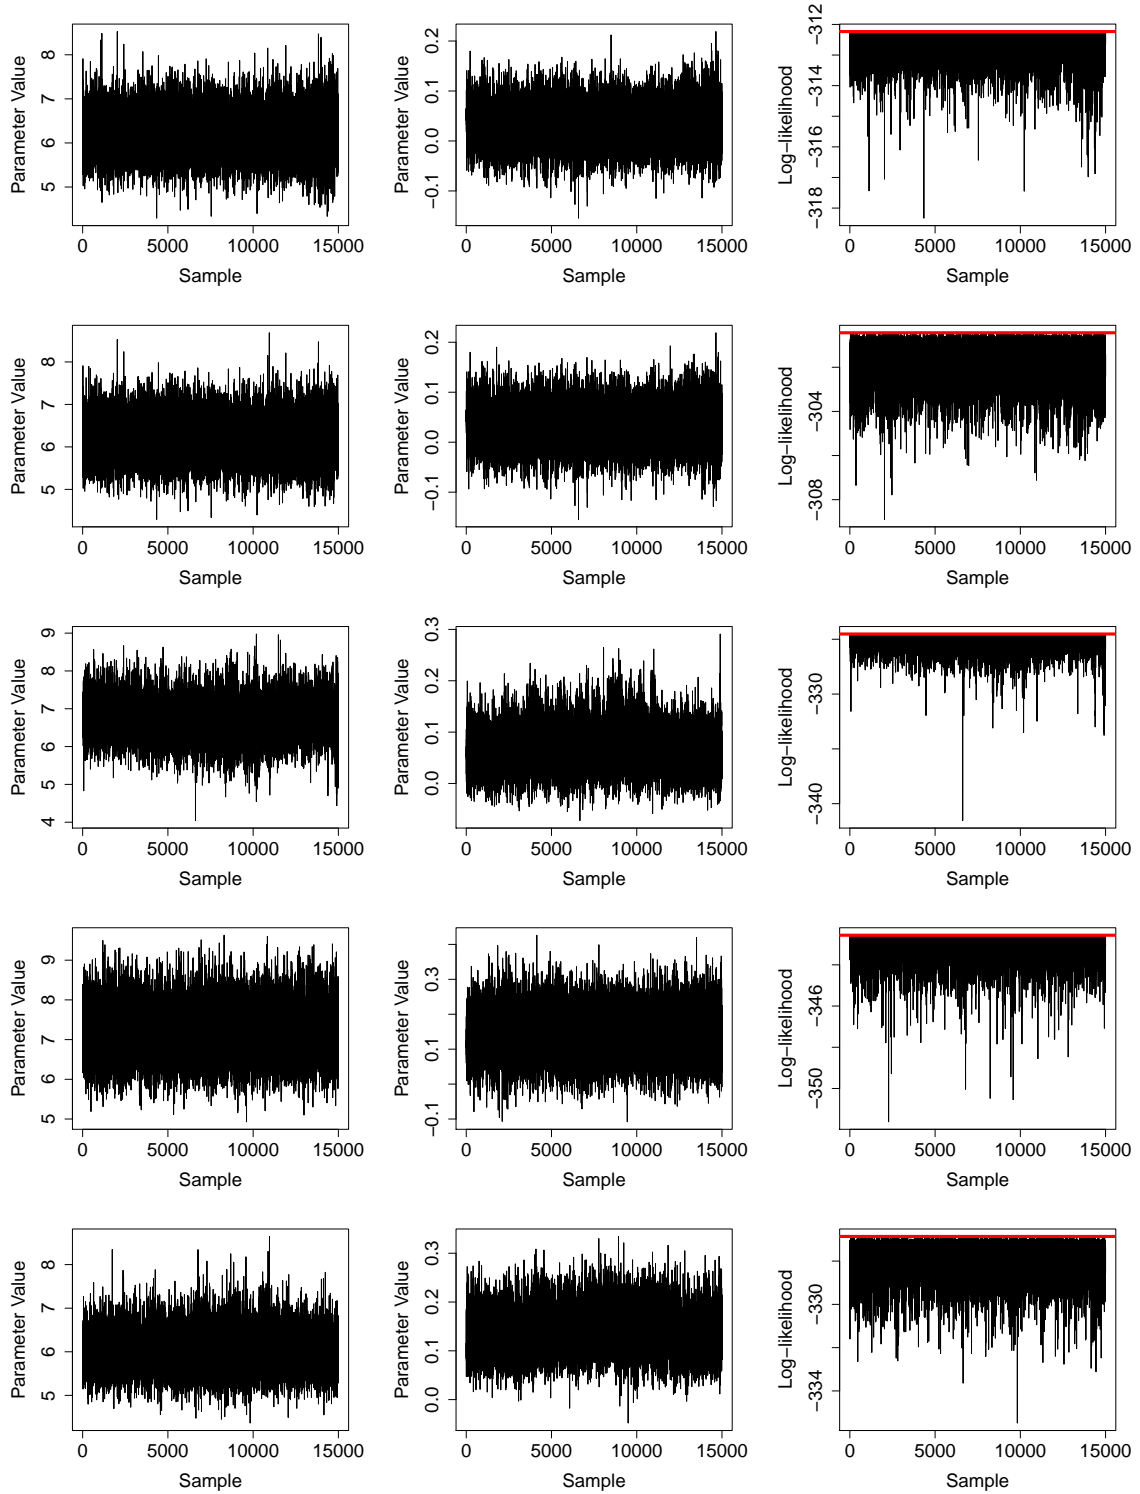 Parameter Value
5 6 7 8
0 5000 10000 15000
Sample
Parameter Value
−0.1 0.0 0.1 0.2
0 5000 10000 15000
Sample
Log−likelihood
−318 −316 −314 −312
0 5000 10000 15000
Sample
Parameter Value
5 6 7 8
0 5000 10000 15000
Sample
Parameter Value
−0.1 0.0 0.1 0.2
0 5000 10000 15000
Sample
Log−likelihood
−308 −304
0 5000 10000 15000
Sample
Parameter Value
4 5 6 7 8 9
0 5000 10000 15000
Sample
Parameter Value
0.0 0.1 0.2 0.3
0 5000 10000 15000
Sample
Log−likelihood
−340 −330
0 5000 10000 15000
Sample
Parameter Value
5 6 7 8 9
0 5000 10000 15000
Sample
Parameter Value
−0.1 0.1 0.3
0 5000 10000 15000
Sample
Log−likelihood
−350 −346
0 5000 10000 15000
Sample
Parameter Value
5 6 7 8
0 5000 10000 15000
Sample
Parameter Value
0.0 0.1 0.2 0.3
0 5000 10000 15000
Sample
Log−likelihood
−334 −330
0 5000 10000 15000
Sample